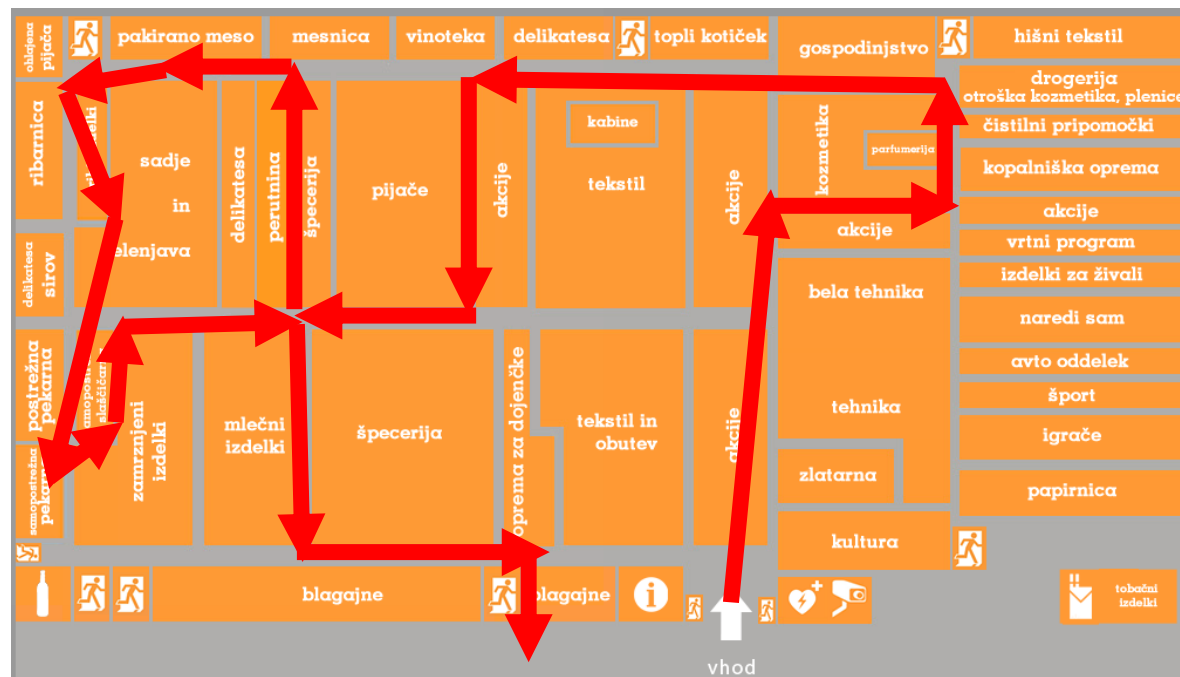 ohlajena
pijača
pakirano meso
mesnica
vinoteka
delikatesa
topli kotiček
gospodinjstvo
hišni tekstil
drogerija
otroška kozmetika, plenice
čistilni pripomočki
kopalniška oprema
akcije
vrtni program
izdelki za živali
naredi sam
avto oddelek
šport
igrače
papirnica
ribarnica
sadje
in
elenjava
delikatesa
perutnina
špecerija
pijače
akcije
kabine
tekstil
akcije
kozmetika
parfumerija
akcije
delikatesa
sirov
bela tehnika
tehnika
zlatarna
kultura
postrežna
pekarna
samopostrežna
zamrznjeni
izdelki
mlečni
izdelki
špecerija
oprema za dojenčke
tekstil in
obutev
akcije
blagajne
blagajne
i
tobačni
izdelki
vhod